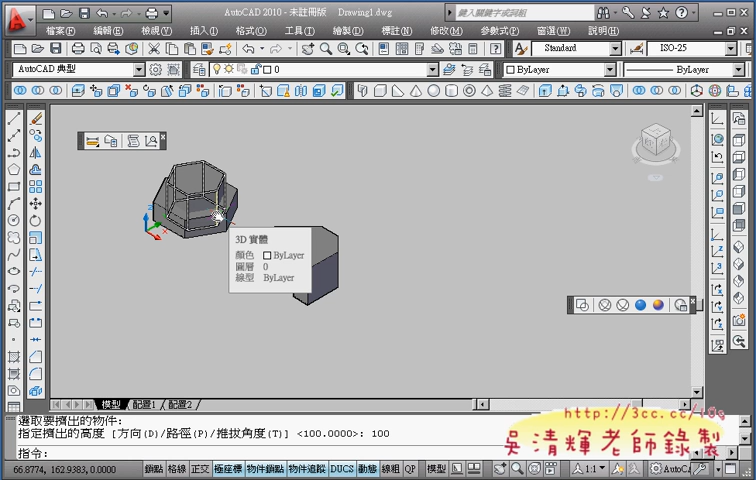 AutoCAD 2010 - 未註冊版 Drawing1.dwg
鍵入關鍵字或詞組
檔案(F) 編輯(E) 檢視(V) 插入(I) 格式(O) 工具(T) 繪製(D) 標註(N) 修改(M) 參數式(P) 視窗(W) 說明(H)
Standard ISO-25
AutoCAD 典型 0 ByLayer ByLayer
3D 實體
顏色 ByLayer
圖層 0
線型 ByLayer
模型 配置1 配置2
選取要擠出的物件:
指定擠出的高度 [方向(D)/路徑(P)/推拔角度(T)] <100.0000>: 100
指令:
http://3cc.cc/10g
吳清輝老師錄製
66.8774, 162.9383, 0.0000 鎖點 格線 正交 極座標 物件鎖點 物件追蹤 DUCS 動態 線粗 QP 模型 1:1 AutoCA